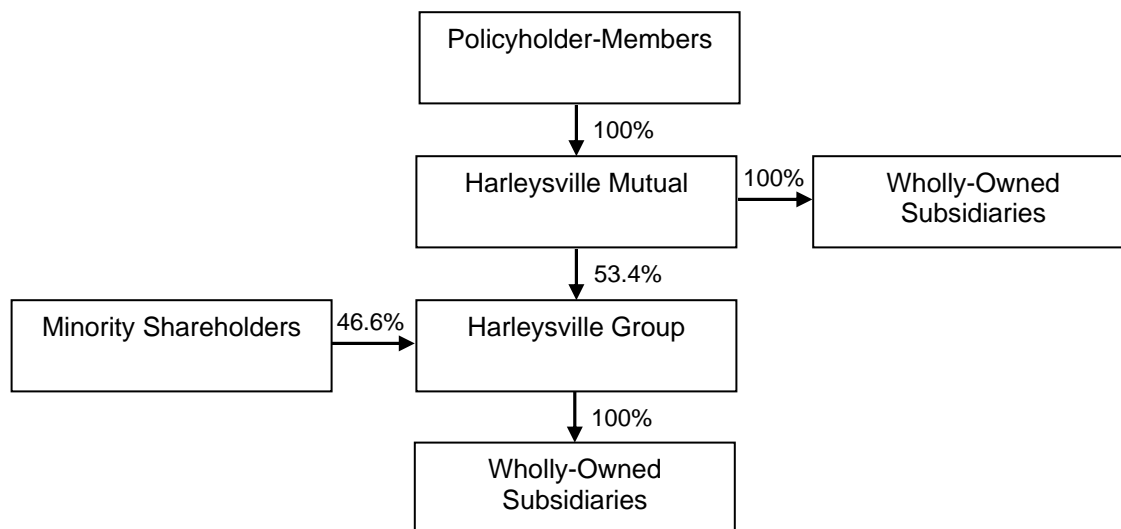 Policyholder-Members
100%
Harleysville Mutual
100%
Wholly-Owned
Subsidiaries
53.4%
Minority Shareholders
46.6%
Harleysville Group
100%
Wholly-Owned
Subsidiaries